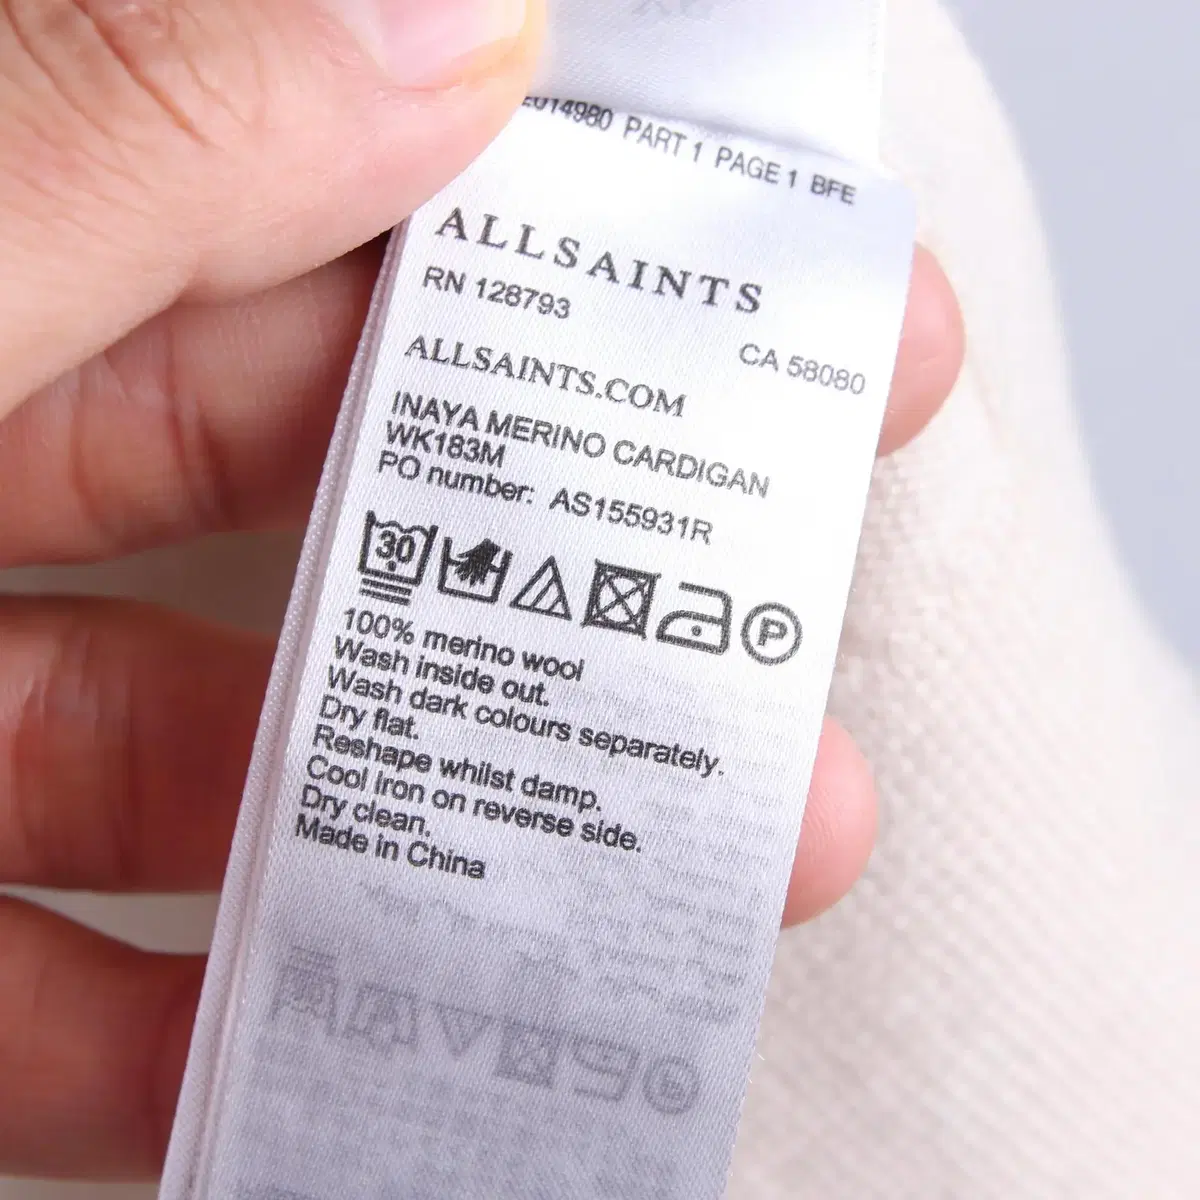 PART 1 PAGE 1 BFE
ALLSAINTS
RN 128793
CA 58080
ALLSAINTS.COM
INAYA MERINO CARDIGAN
WK183M
PO number: AS155931R
30
P
100% merino wool
Wash inside out.
Wash dark colours separately.
Dry flat.
Reshape whilst damp.
Cool iron on reverse side.
Dry clean.
Made in China